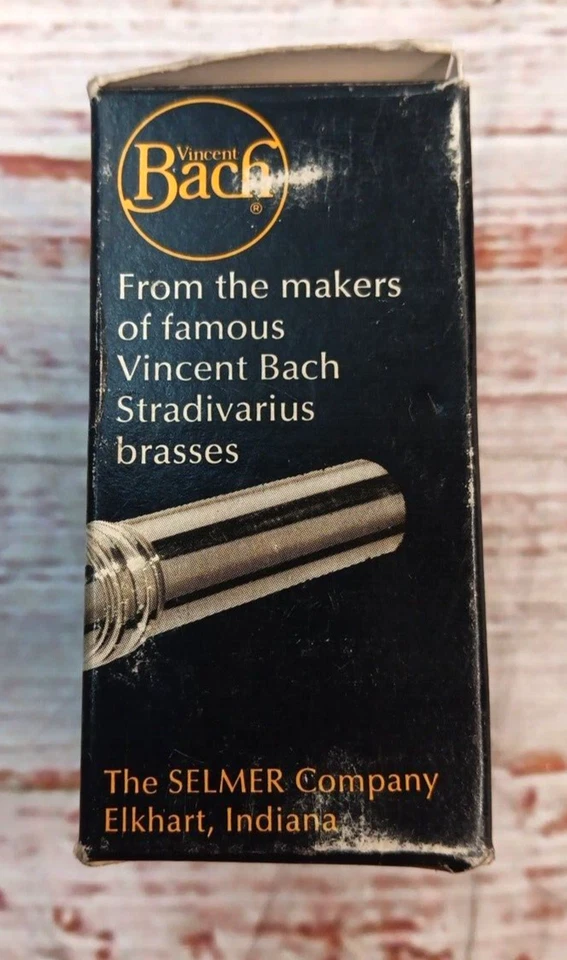 Vincent
Bach
®
From the makers
of famous
Vincent Bach
Stradivarius
brasses
The SELMER Company
Elkhart, Indiana